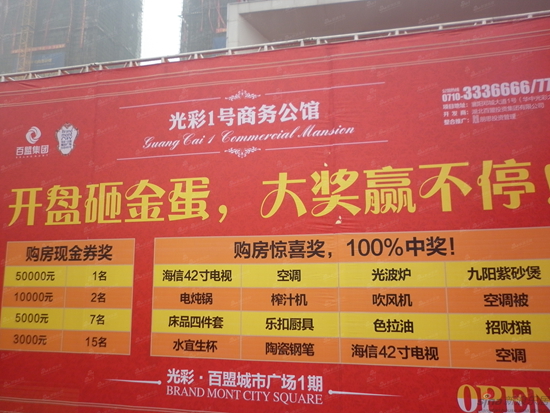 光彩1号商务公馆
Guang Cai 1 Commercial Mansion
百盟集团
0710-3336666/77
开盘砸金蛋，大奖赢不停！
购房现金券奖
50000元 1名
10000元 2名
5000元 7名
3000元 15名
购房惊喜奖，100%中奖！
海信42寸电视 空调 光波炉 九阳紫砂煲
电炖锅 榨汁机 吹风机 空调被
床品四件套 乐扣厨具 色拉油 招财猫
水宜生杯 陶瓷钢笔 海信42寸电视 空调
光彩·百盟城市广场1期
BRAND MONT CITY SQUARE
OPEN